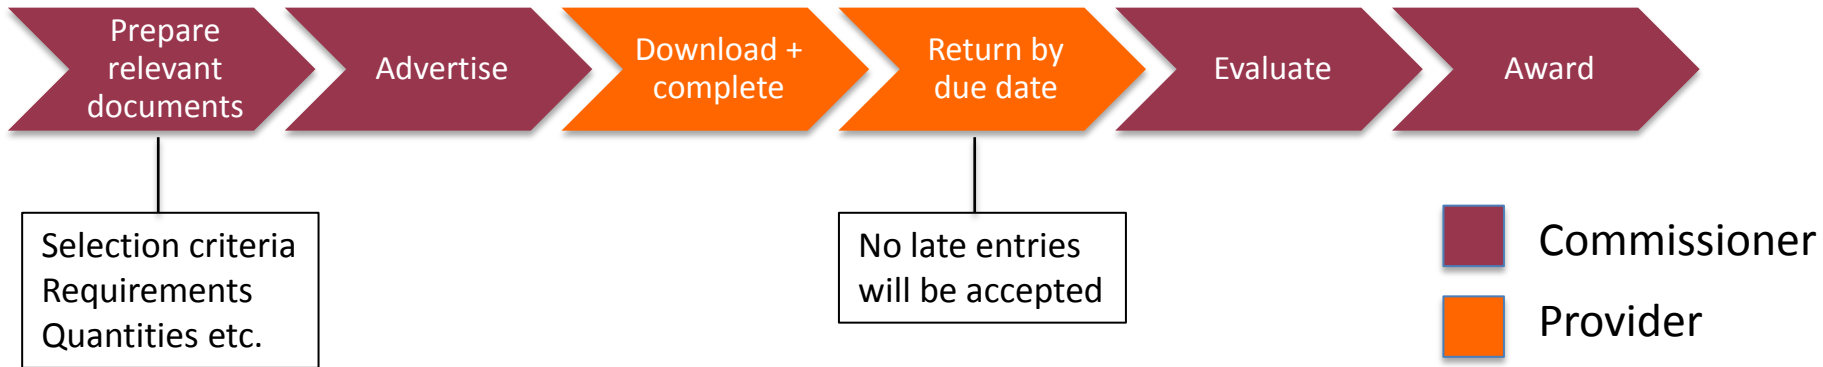 Prepare
relevant
documents
Advertise
Download +
complete
Return by
due date
Evaluate
Award
Selection criteria
Requirements
Quantities etc.
No late entries
will be accepted
Commissioner
Provider